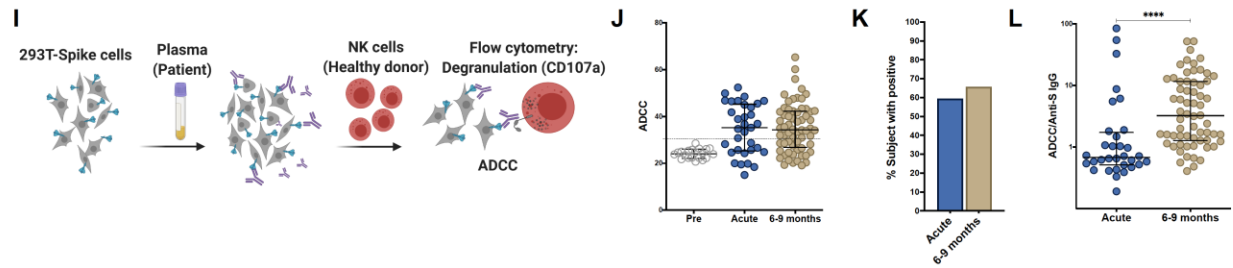 I
293T-Spike cells
Plasma
(Patient)
NK cells
(Healthy donor)
Flow cytometry:
Degranulation (CD107a)
ADCC
J
ADCC
80
60
40
20
0
Pre
Acute
6-9 months
K
% Subject with positive
100
90
80
70
60
50
40
30
20
10
0
Acute
6-9 months
L
ADCC/Anti-S IgG
****
100
10
1
Acute
6-9 months